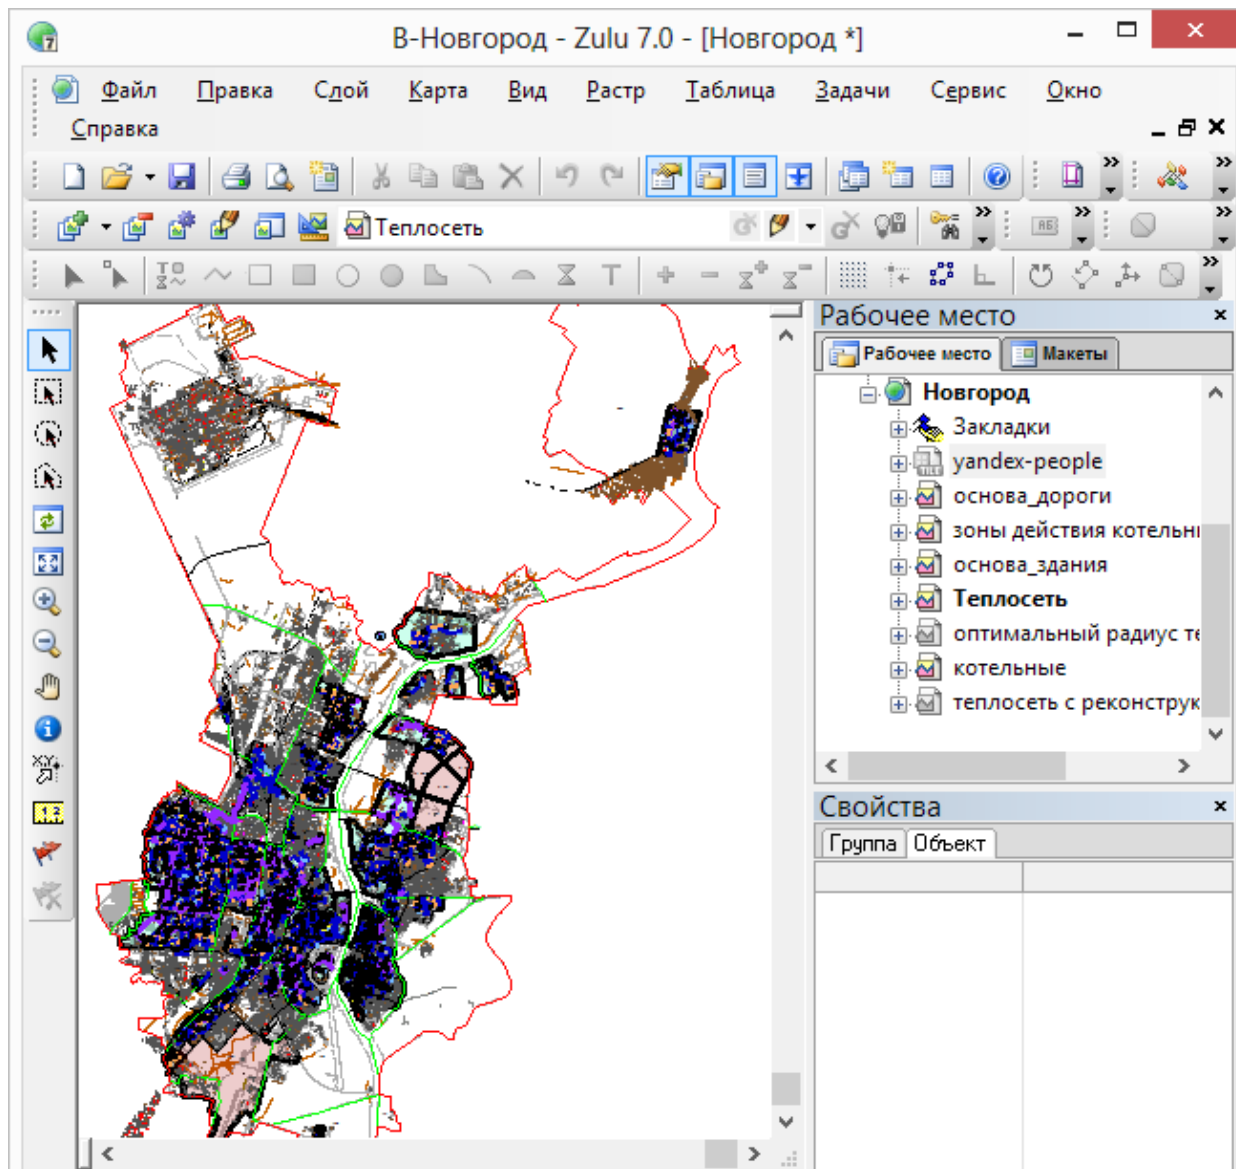 В-Новгород - Zulu 7.0 - [Новгород *]
Файл Правка Слой Карта Вид Растр Таблица Задачи Сервис Окно
Справка
Теплосеть
Рабочее место
Рабочее место Макеты
Новгород
Закладки
yandex-people
основа_дороги
зоны действия котельны
основа_здания
Теплосеть
оптимальный радиус те
котельные
теплосеть с реконструк
Свойства
Группа Объект